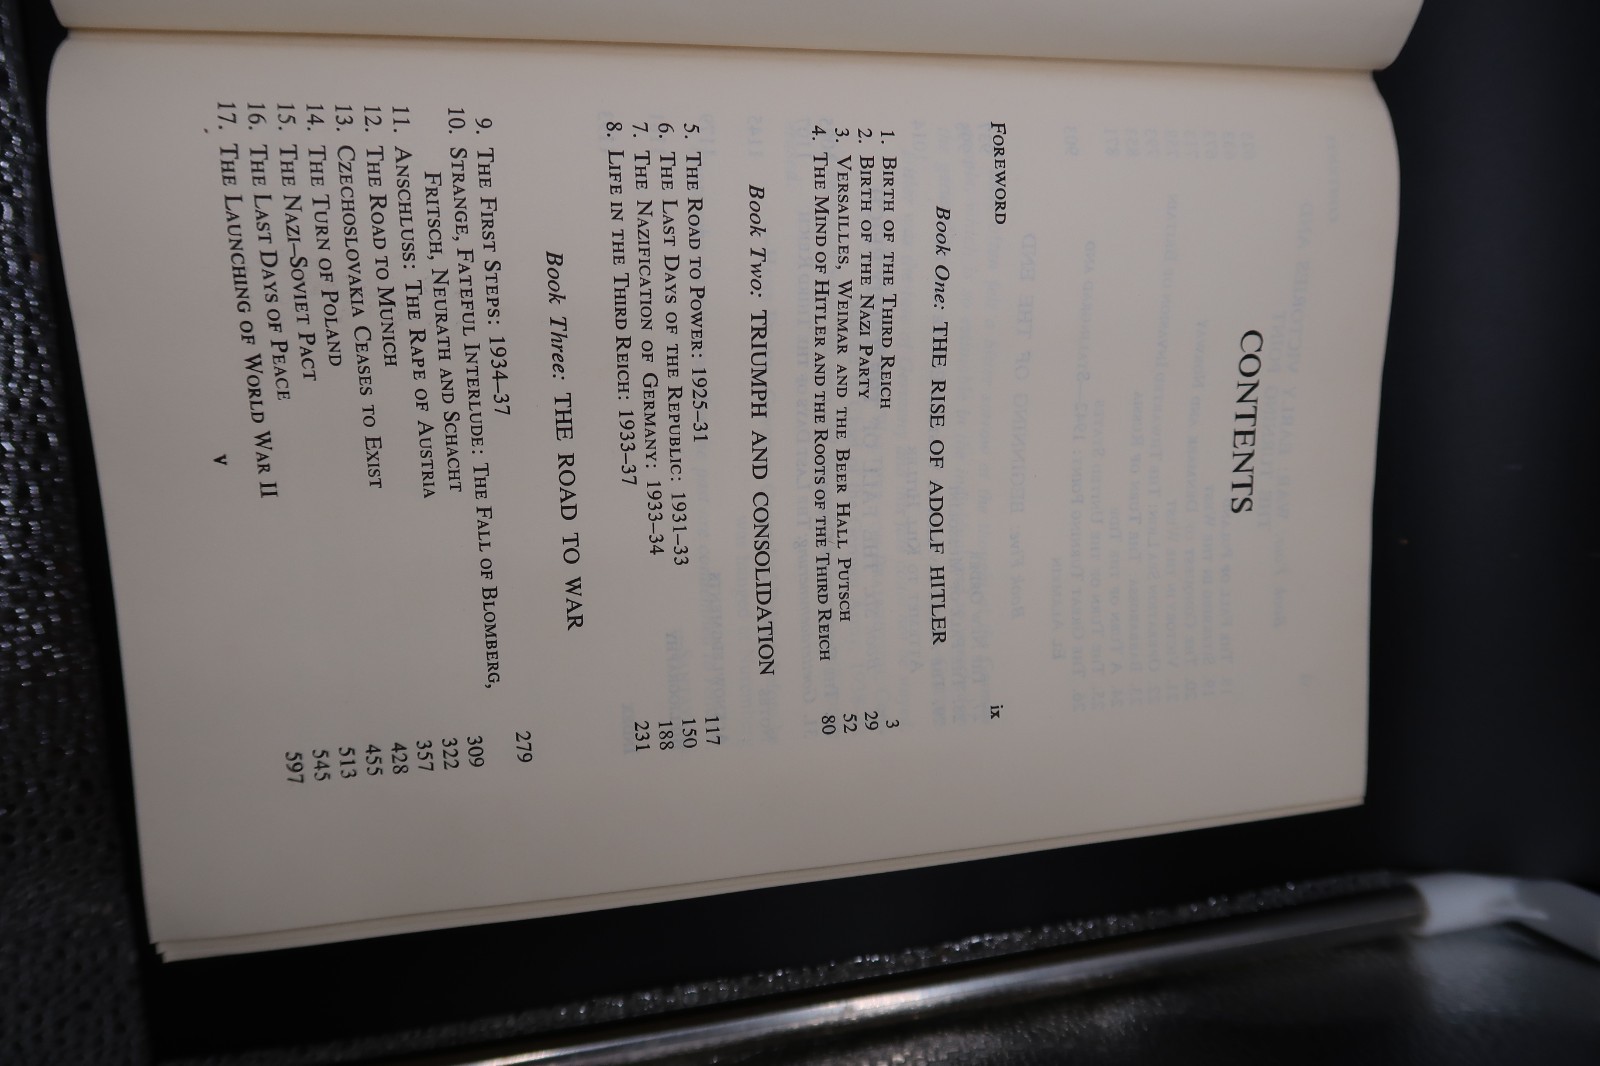 CONTENTS
FOREWORD ix
Book One: THE RISE OF ADOLF HITLER
1. BIRTH OF THE THIRD REICH 3
2. BIRTH OF THE NAZI PARTY 29
3. VERSAILLES, WEIMAR AND THE BEER HALL PUTSCH 52
4. THE MIND OF HITLER AND THE ROOTS OF THE THIRD REICH 80
Book Two: TRIUMPH AND CONSOLIDATION
5. THE ROAD TO POWER: 1925–31 117
6. THE LAST DAYS OF THE REPUBLIC: 1931–33 150
7. THE NAZIFICATION OF GERMANY: 1933–34 188
8. LIFE IN THE THIRD REICH: 1933–37 231
Book Three: THE ROAD TO WAR
9. THE FIRST STEPS: 1934–37 279
10. STRANGE, FATEFUL INTERLUDE: THE FALL OF BLOMBERG,
FRITSCH, NEURATH AND SCHACHT 309
11. ANSCHLUSS: THE RAPE OF AUSTRIA 322
12. THE ROAD TO MUNICH 357
13. CZECHOSLOVAKIA CEASES TO EXIST 428
14. THE TURN OF POLAND 455
15. THE NAZI–SOVIET PACT 513
16. THE LAST DAYS OF PEACE 545
17. THE LAUNCHING OF WORLD WAR II 597
v